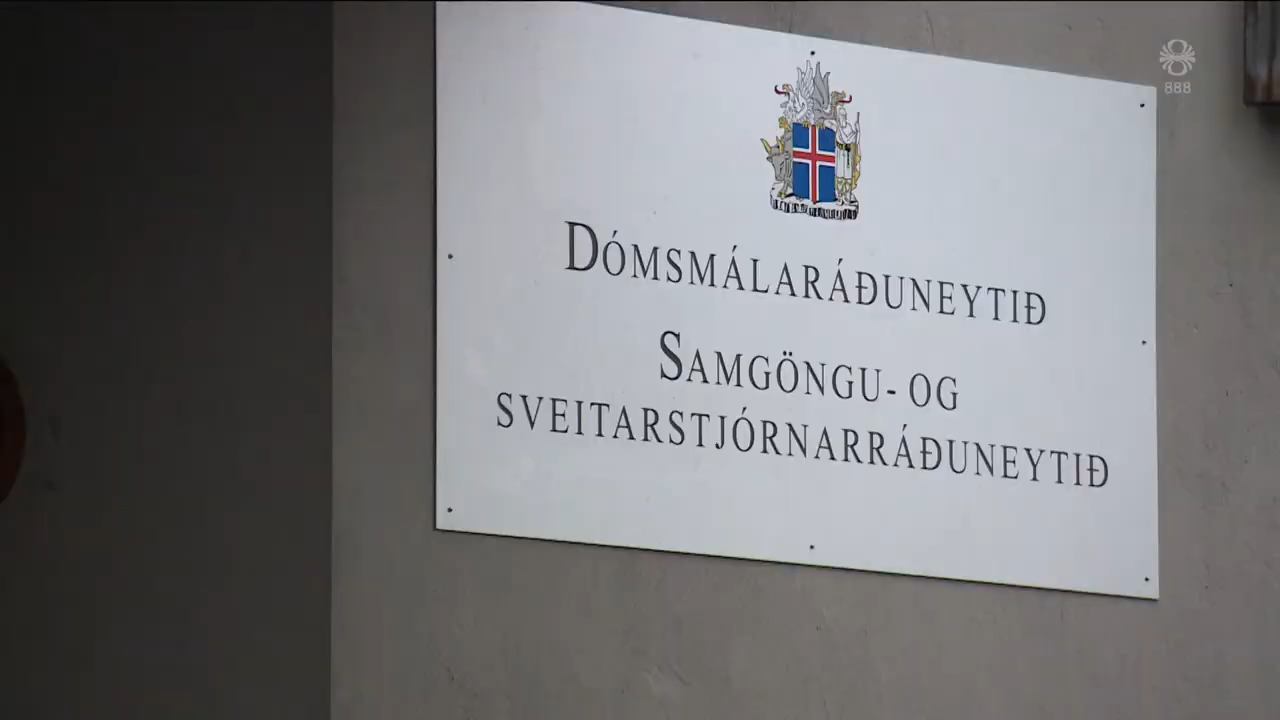 888
DÓMSMÁLARÁÐUNEYTIÐ
SAMGÖNGU- OG
SVEITARSTJÓRNARRÁÐUNEYTIÐ